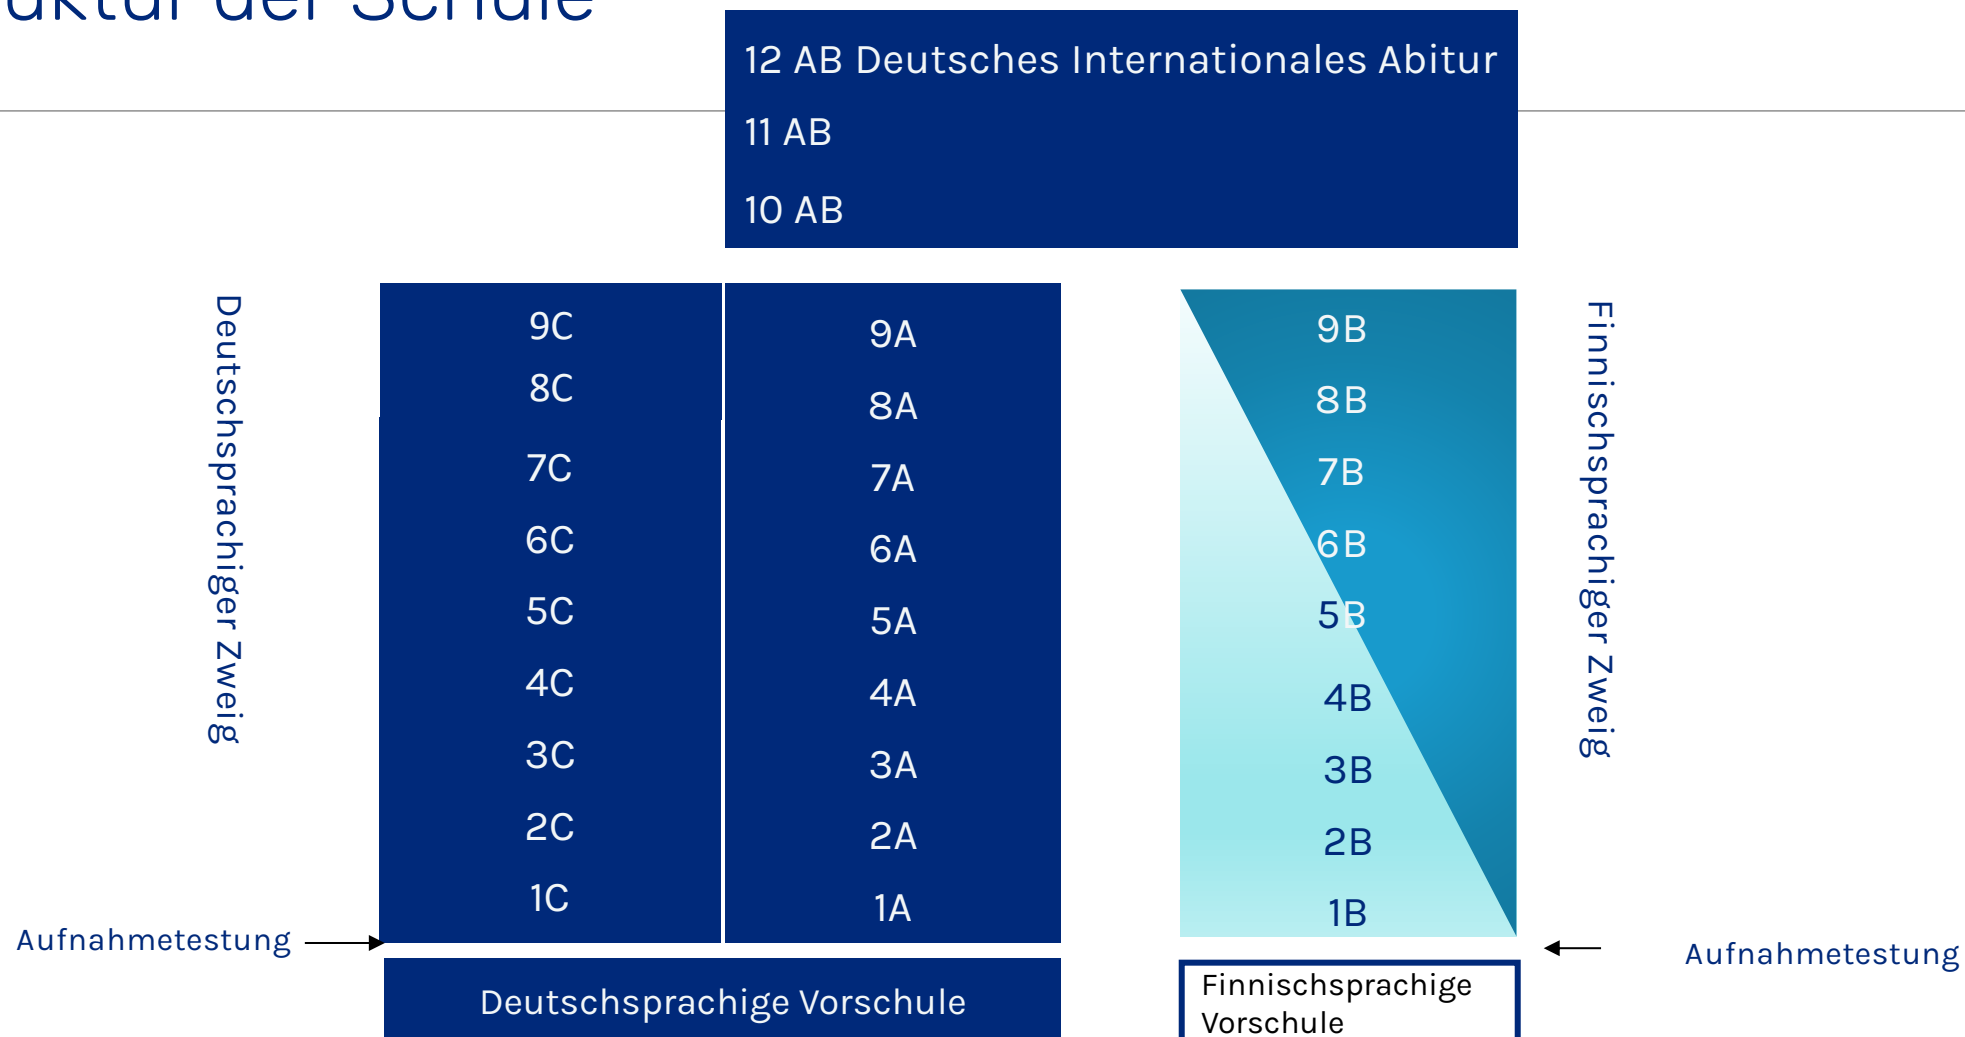 der Schule
12 AB Deutsches Internationales Abitur
11 AB
10 AB
Deutschsprachiger Zweig
9C
8C
7C
6C
5C
4C
3C
2C
1C
9A
8A
7A
6A
5A
4A
3A
2A
1A
9B
8B
7B
6B
5B
4B
3B
2B
1B
Finnischsprachiger Zweig
Aufnahmetestung
Aufnahmetestung
Deutschsprachige Vorschule
Finnischsprachige
Vorschule